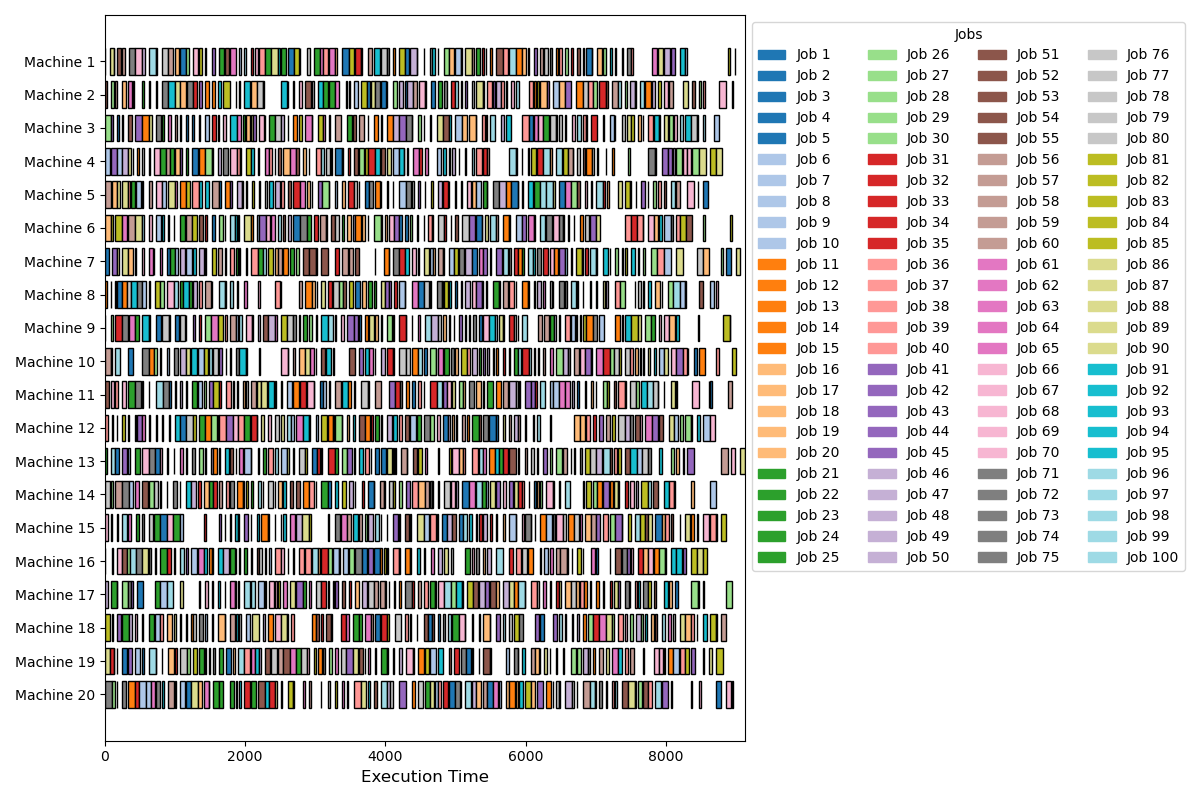 Machine 1
Machine 2
Machine 3
Machine 4
Machine 5
Machine 6
Machine 7
Machine 8
Machine 9
Machine 10
Machine 11
Machine 12
Machine 13
Machine 14
Machine 15
Machine 16
Machine 17
Machine 18
Machine 19
Machine 20
0 2000 4000 6000 8000
Execution Time
Jobs
Job 1 Job 26 Job 51 Job 76
Job 2 Job 27 Job 52 Job 77
Job 3 Job 28 Job 53 Job 78
Job 4 Job 29 Job 54 Job 79
Job 5 Job 30 Job 55 Job 80
Job 6 Job 31 Job 56 Job 81
Job 7 Job 32 Job 57 Job 82
Job 8 Job 33 Job 58 Job 83
Job 9 Job 34 Job 59 Job 84
Job 10 Job 35 Job 60 Job 85
Job 11 Job 36 Job 61 Job 86
Job 12 Job 37 Job 62 Job 87
Job 13 Job 38 Job 63 Job 88
Job 14 Job 39 Job 64 Job 89
Job 15 Job 40 Job 65 Job 90
Job 16 Job 41 Job 66 Job 91
Job 17 Job 42 Job 67 Job 92
Job 18 Job 43 Job 68 Job 93
Job 19 Job 44 Job 69 Job 94
Job 20 Job 45 Job 70 Job 95
Job 21 Job 46 Job 71 Job 96
Job 22 Job 47 Job 72 Job 97
Job 23 Job 48 Job 73 Job 98
Job 24 Job 49 Job 74 Job 99
Job 25 Job 50 Job 75 Job 100